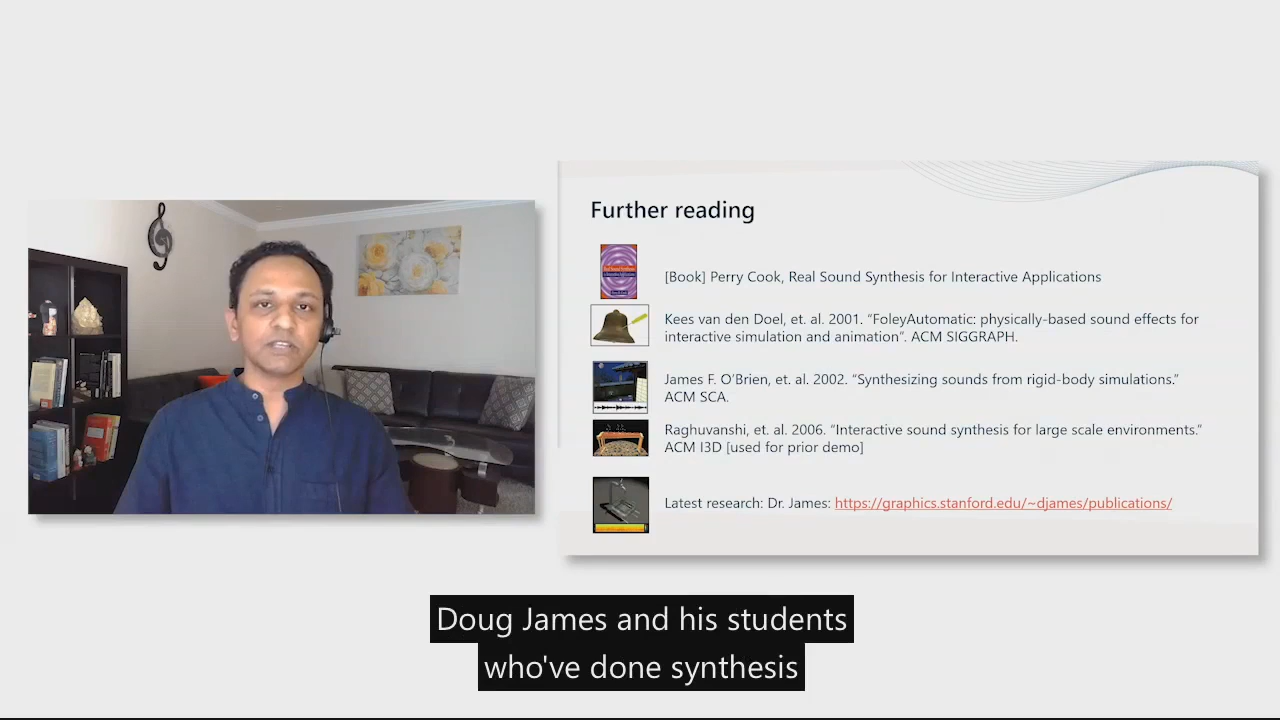 Further reading
[Book] Perry Cook, Real Sound Synthesis for Interactive Applications
Kees van den Doel, et. al. 2001. “FoleyAutomatic: physically-based sound effects for
interactive simulation and animation”. ACM SIGGRAPH.
James F. O’Brien, et. al. 2002. “Synthesizing sounds from rigid-body simulations.”
ACM SCA.
Raghuvanshi, et. al. 2006. “Interactive sound synthesis for large scale environments.”
ACM I3D [used for prior demo]
Latest research: Dr. James: https://graphics.stanford.edu/~djames/publications/
Doug James and his students
who've done synthesis